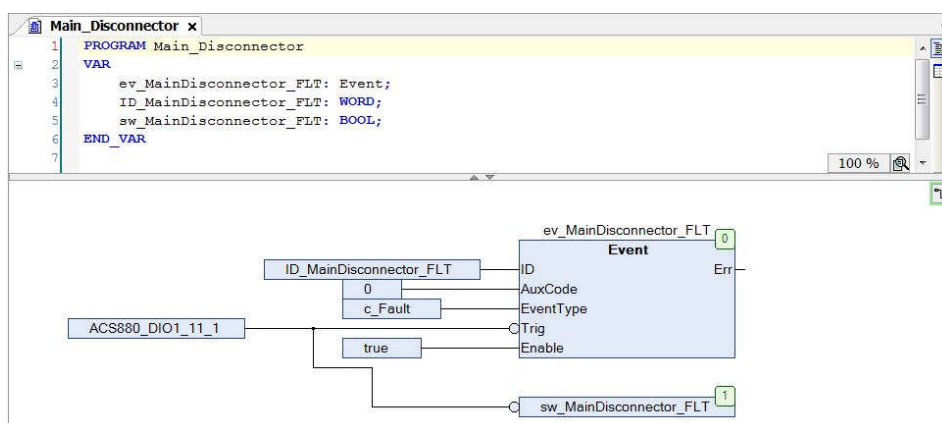 Main_Disconnector x
1 PROGRAM Main_Disconnector
2 VAR
3 ev_MainDisconnector_FLT: Event;
4 ID_MainDisconnector_FLT: WORD;
5 sw_MainDisconnector_FLT: BOOL;
6 END_VAR
7
100 %
ev_MainDisconnector_FLT 0
Event
ID_MainDisconnector_FLT ID Err
0 AuxCode
c_Fault EventType
ACS880_DIO1_11_1 Trig
true Enable
sw_MainDisconnector_FLT 1